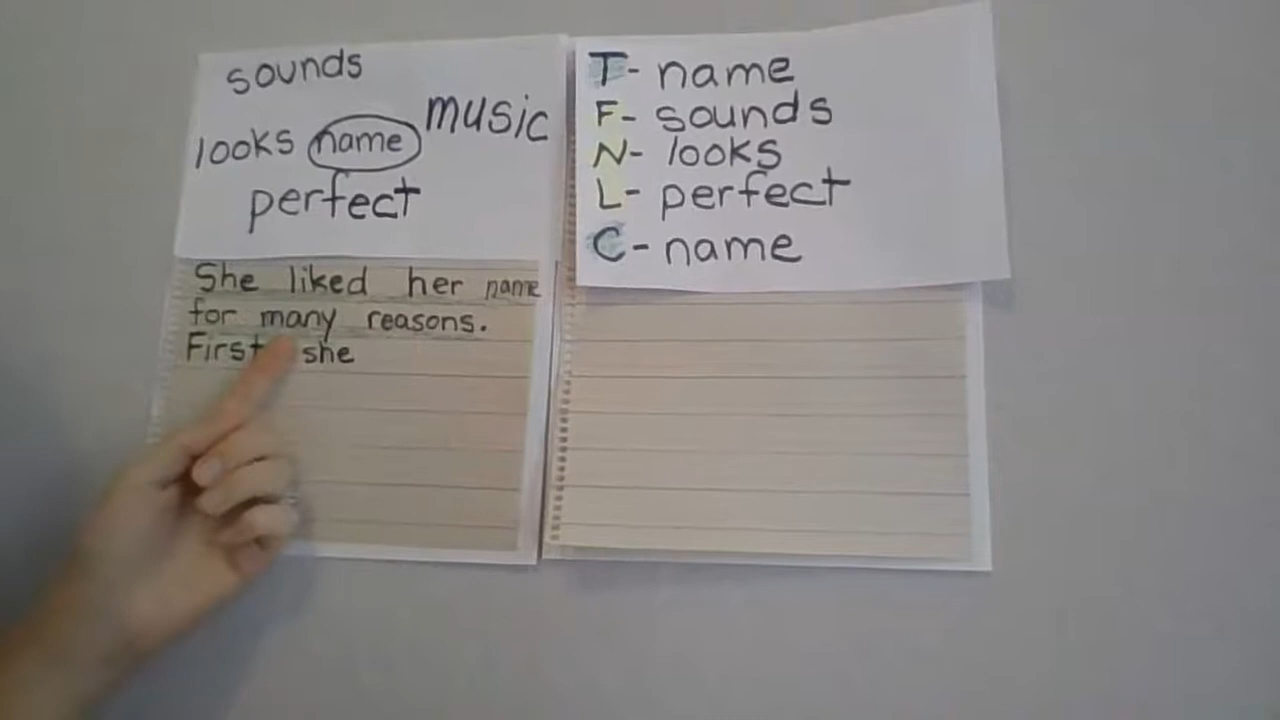 sounds
music
looks name
perfect
She liked her name
for many reasons.
First she
T- name
F- sounds
N- looks
L- perfect
C- name